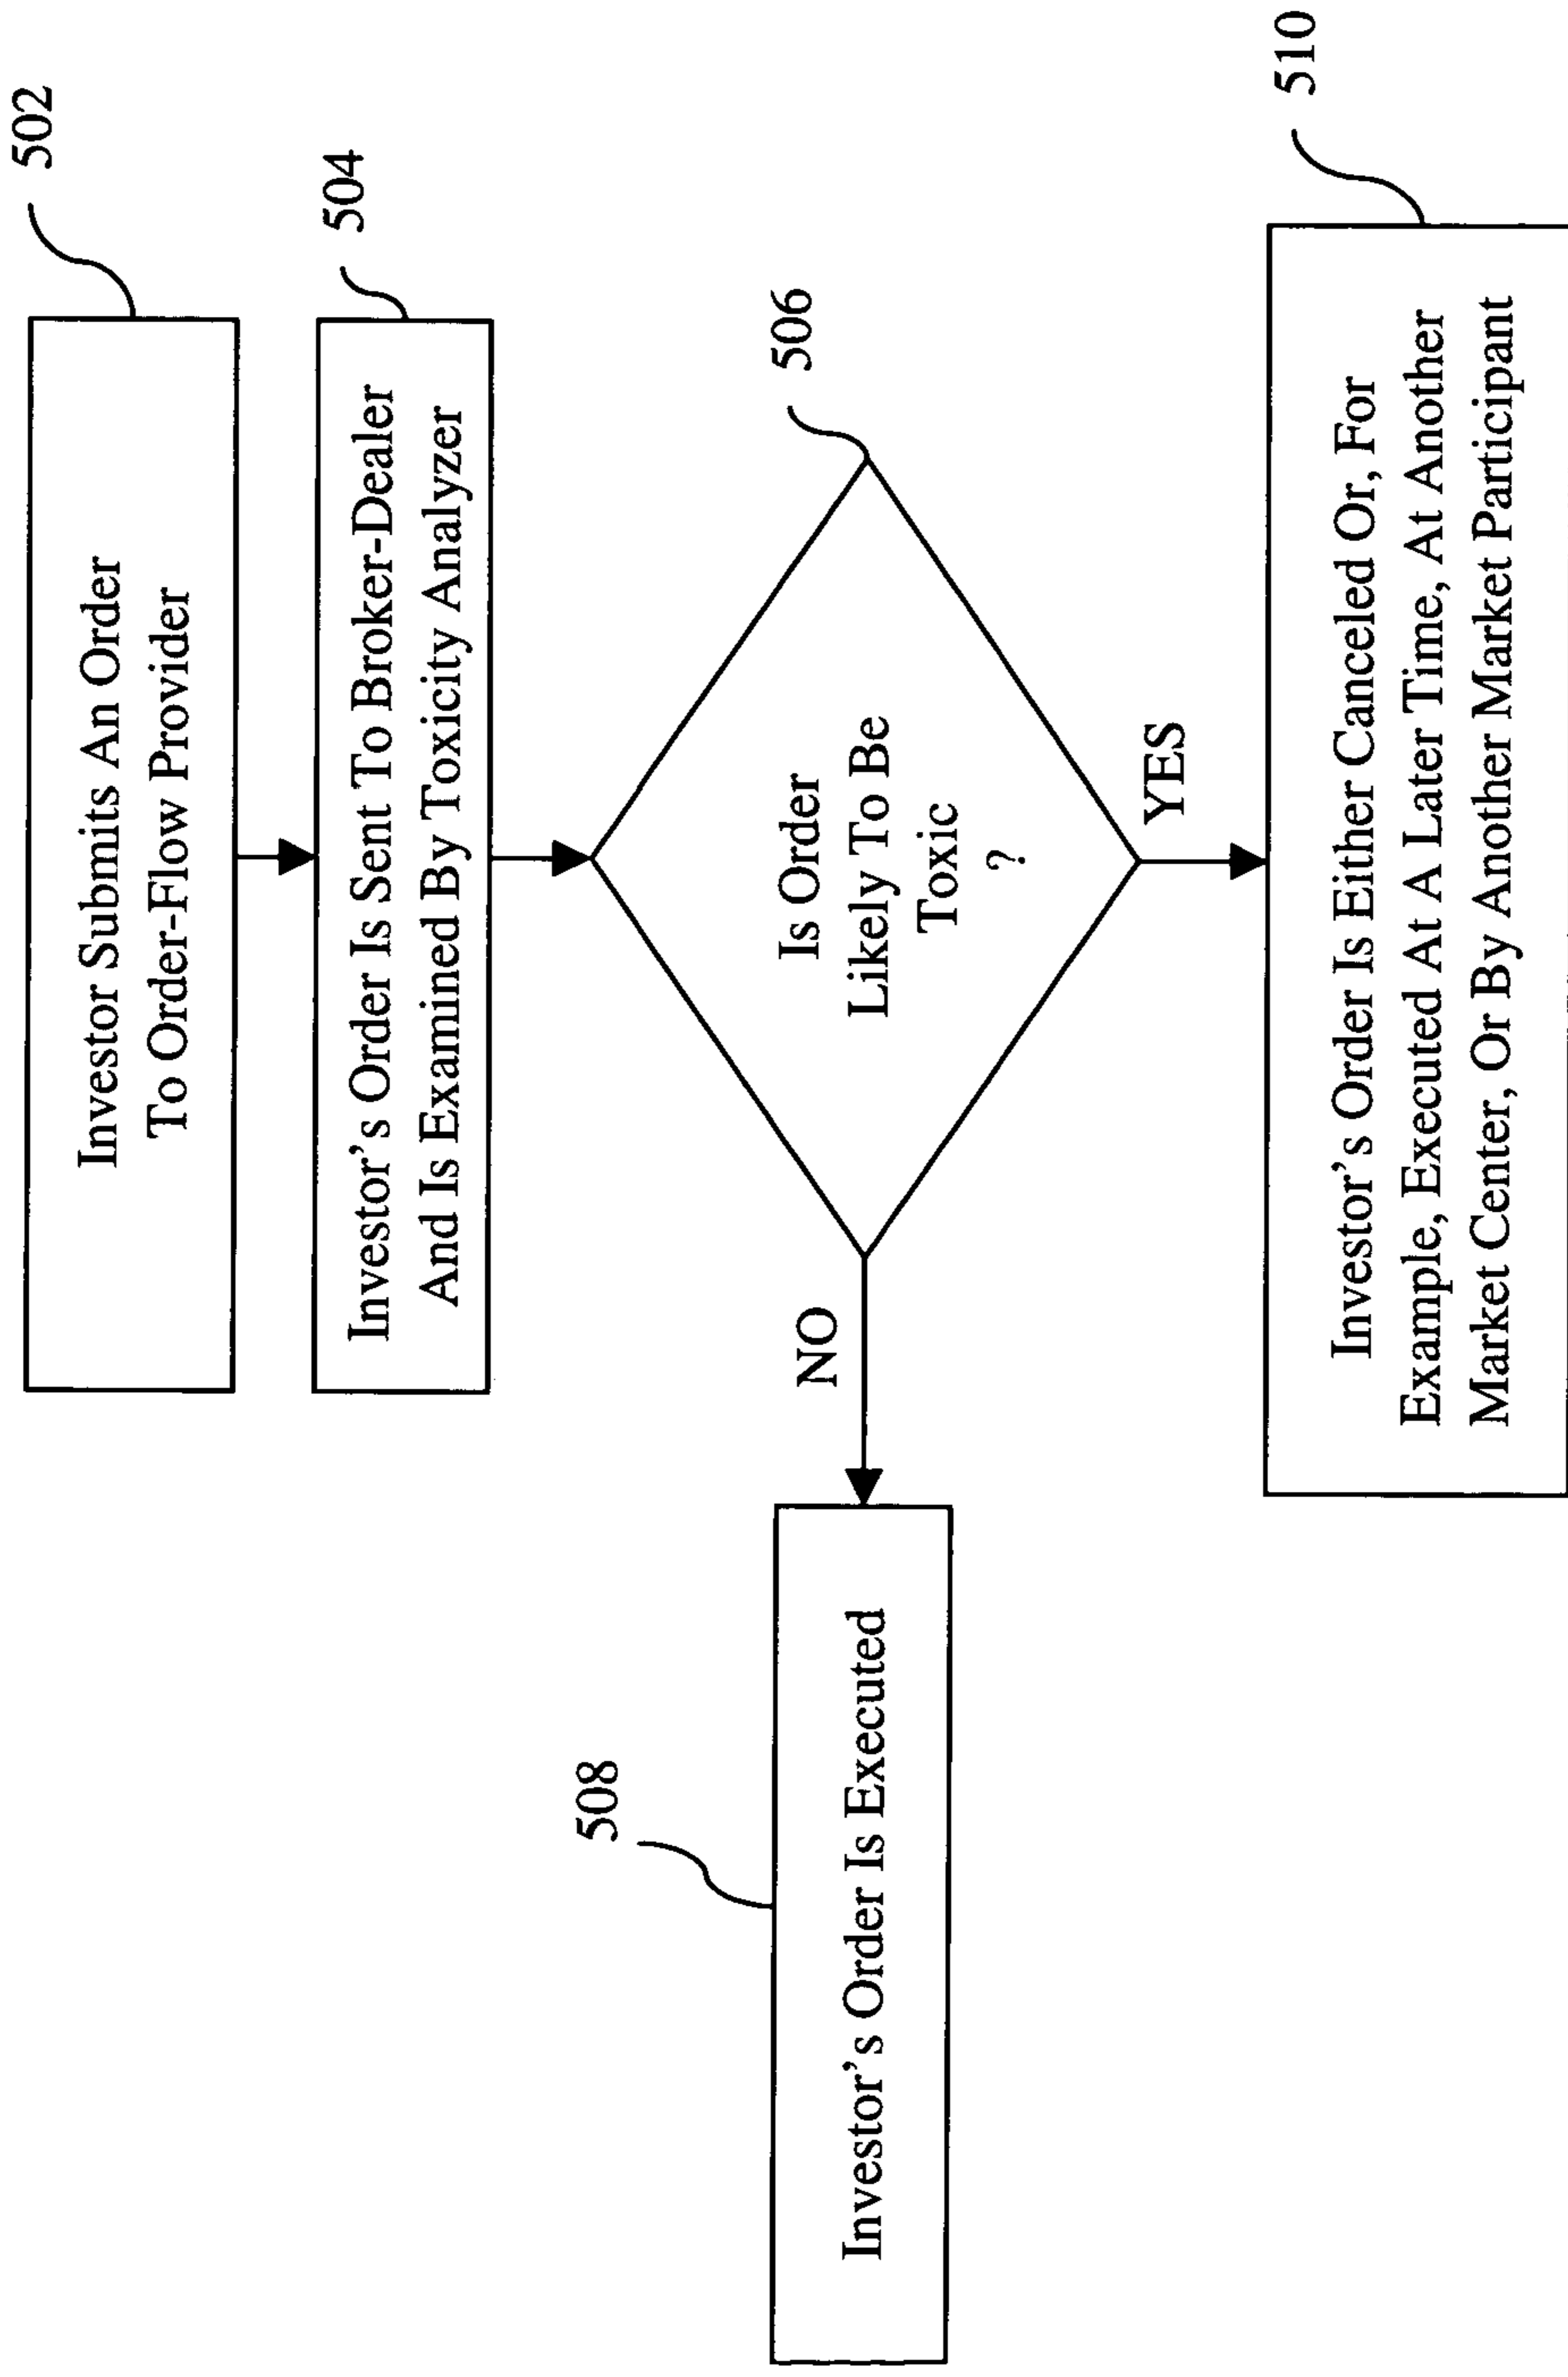 502
Investor Submits An Order
To Order-Flow Provider
504
Investor's Order Is Sent To Broker-Dealer
And Is Examined By Toxicity Analyzer
506
Is Order
Likely To Be
Toxic
?
NO
YES
508
Investor's Order Is Executed
510
Investor's Order Is Either Canceled Or, For
Example, Executed At A Later Time, At Another
Market Center, Or By Another Market Participant